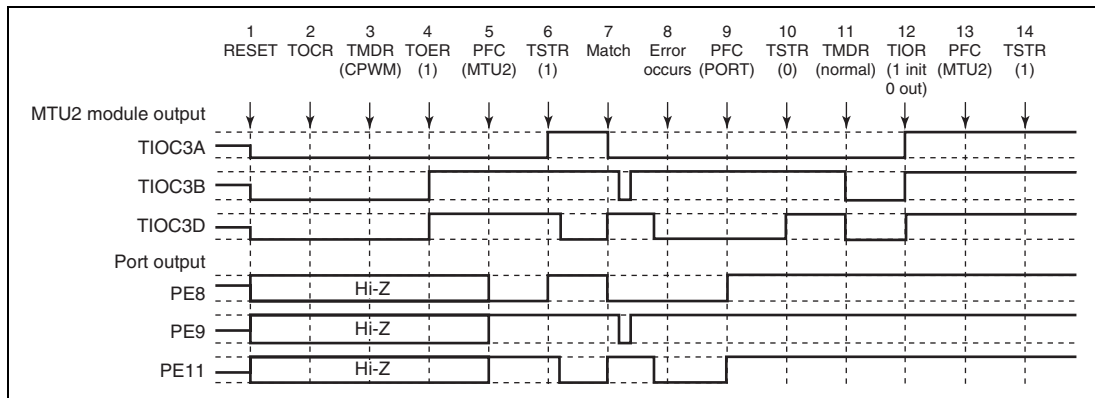 1 2 3 4 5 6 7 8 9 10 11 12 13 14
RESET TOCR TMDR TOER PFC TSTR Match Error PFC TSTR TMDR TIOR PFC TSTR
(CPWM) (1) (MTU2) (1) occurs (PORT) (0) (normal) (1 init (MTU2) (1)
0 out)
MTU2 module output
TIOC3A
TIOC3B
TIOC3D
Port output
PE8 Hi-Z
PE9 Hi-Z
PE11 Hi-Z